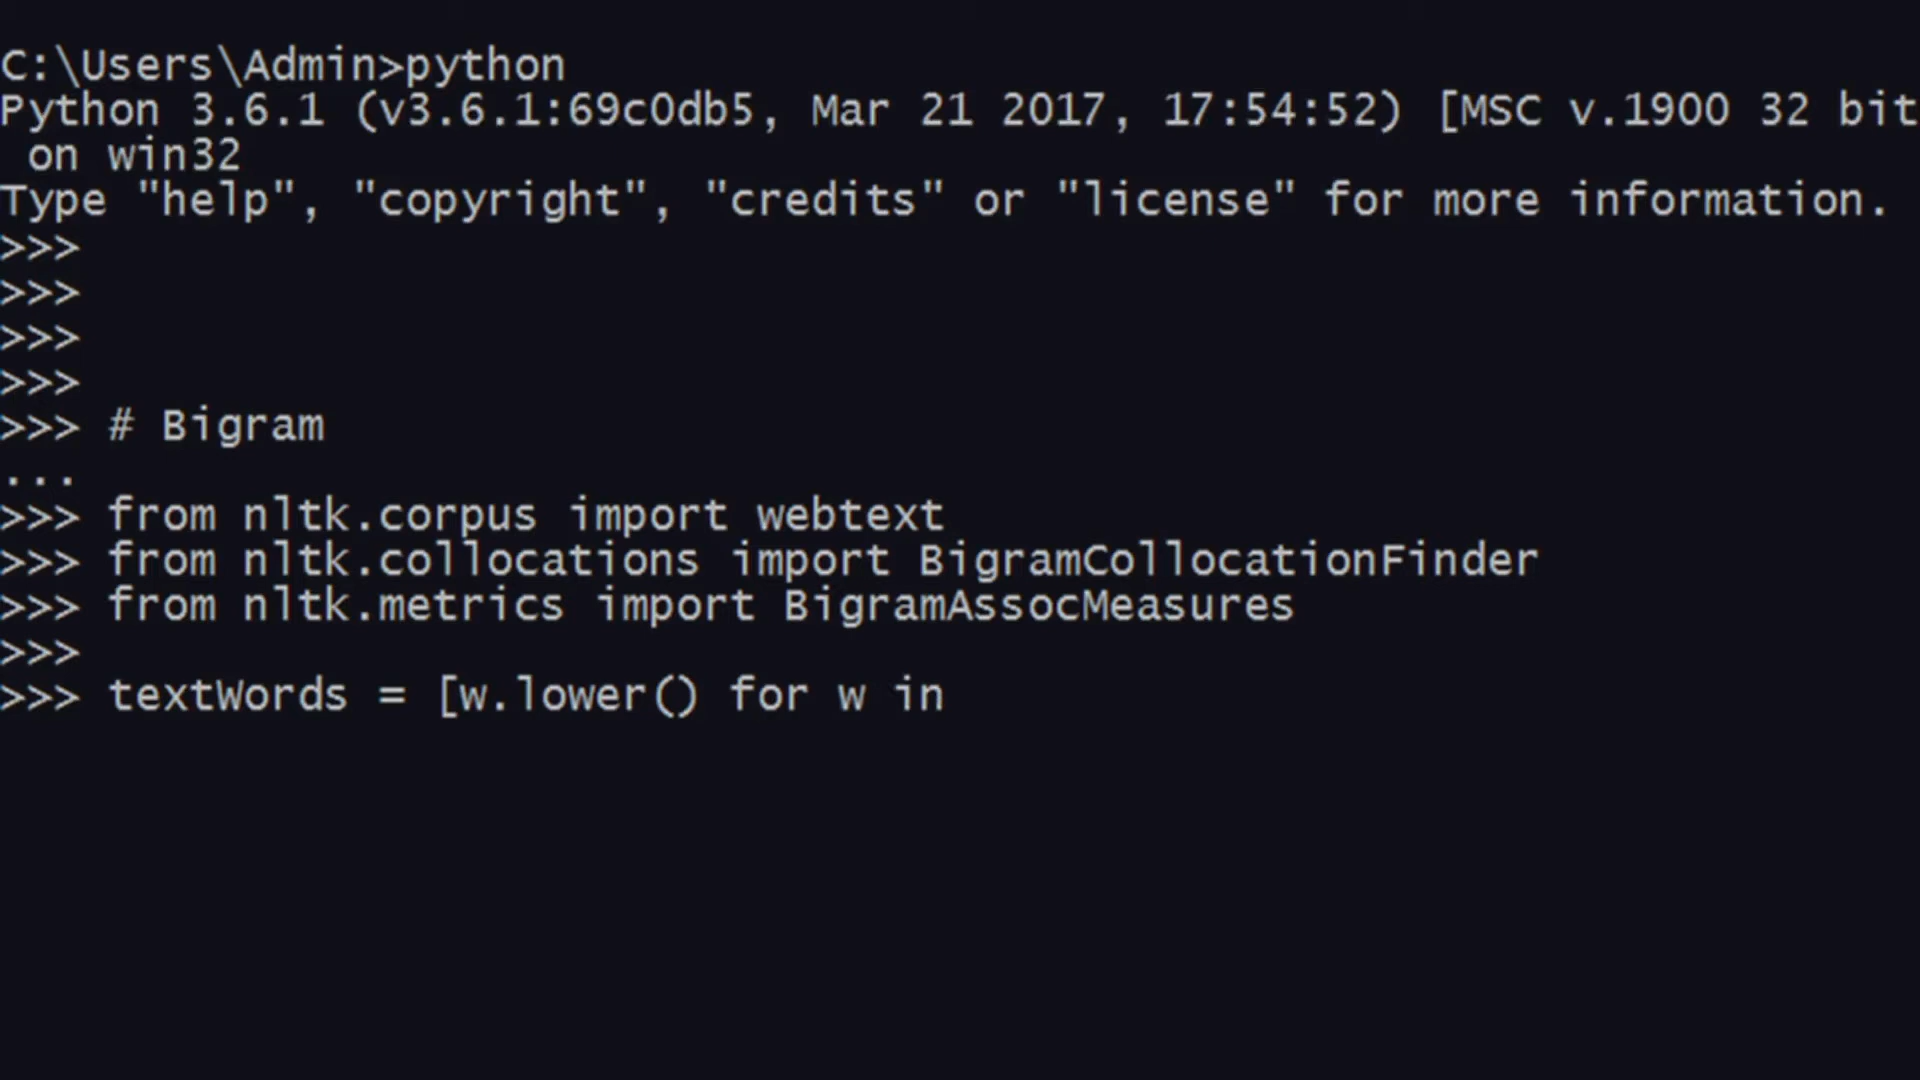 C:\Users\Admin>python
Python 3.6.1 (v3.6.1:69c0db5, Mar 21 2017, 17:54:52) [MSC v.1900 32 bit
on win32
Type "help", "copyright", "credits" or "license" for more information.
>>>
>>>
>>>
>>>
>>> # Bigram
...
>>> from nltk.corpus import webtext
>>> from nltk.collocations import BigramCollocationFinder
>>> from nltk.metrics import BigramAssocMeasures
>>>
>>> textWords = [w.lower() for w in